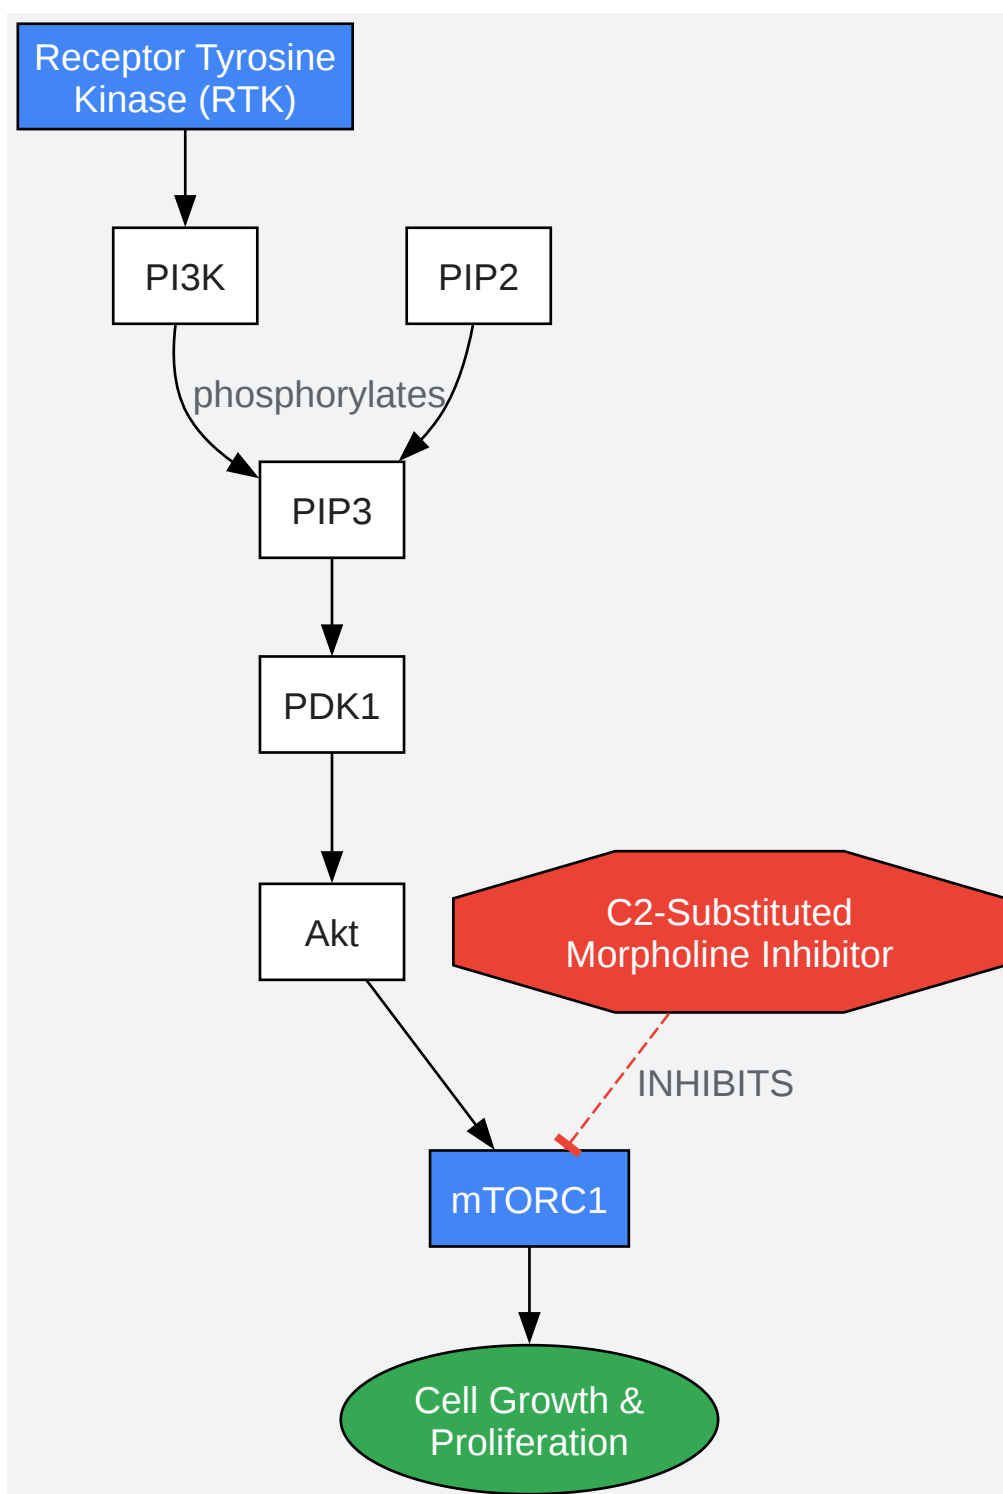 Receptor Tyrosine
Kinase (RTK)
PI3K
PIP2
phosphorylates
PIP3
PDK1
Akt
C2-Substituted
Morpholine Inhibitor
INHIBITS
mTORC1
Cell Growth &
Proliferation